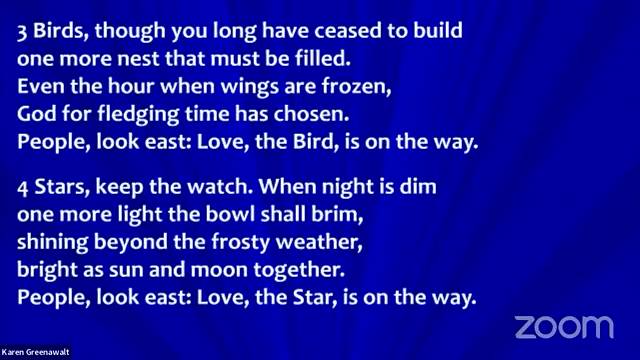 3 Birds, though you long have ceased to build
one more nest that must be filled.
Even the hour when wings are frozen,
God for fledging time has chosen.
People, look east: Love, the Bird, is on the way.
4 Stars, keep the watch. When night is dim
one more light the bowl shall brim,
shining beyond the frosty weather,
bright as sun and moon together.
People, look east: Love, the Star, is on the way.
zoom
Karen Greenawalt